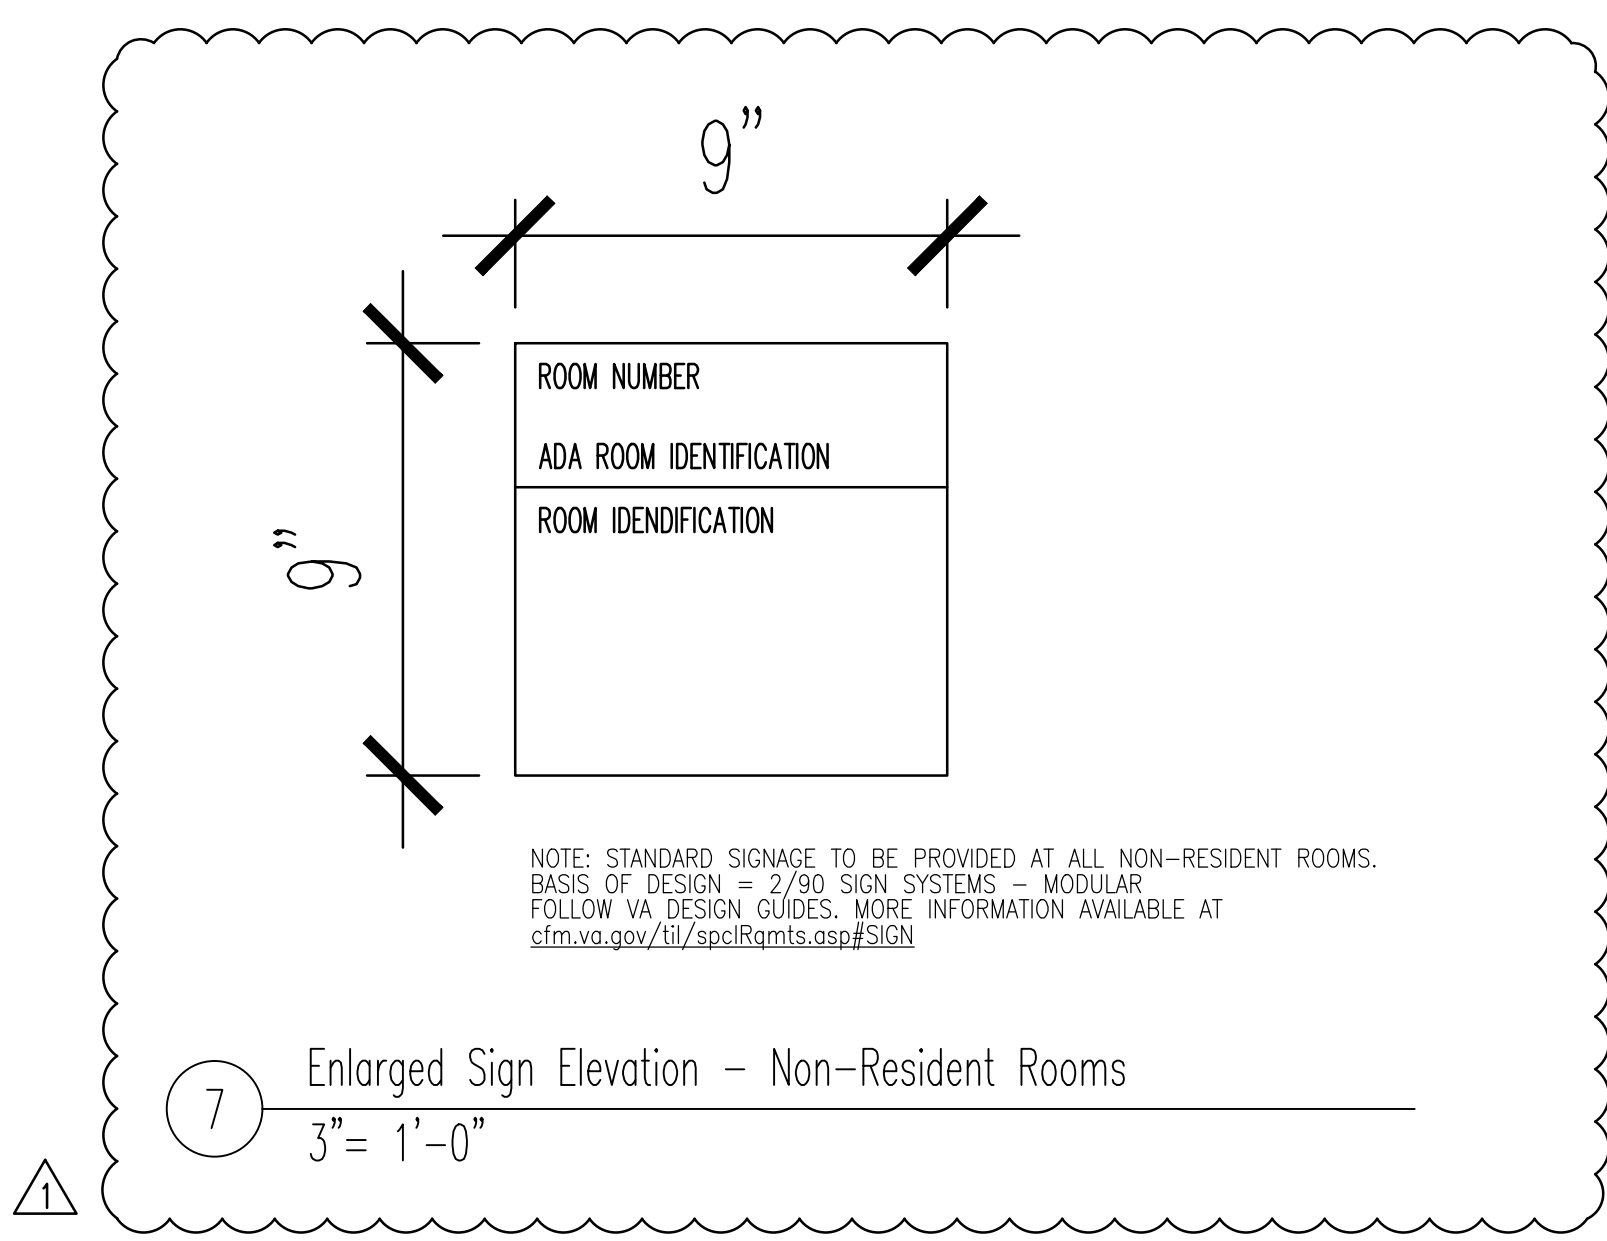 9”
ROOM NUMBER
ADA ROOM IDENTIFICATION
9”
ROOM IDENDIFICATION
NOTE: STANDARD SIGNAGE TO BE PROVIDED AT ALL NON-RESIDENT ROOMS.
BASIS OF DESIGN = 2/90 SIGN SYSTEMS - MODULAR
FOLLOW VA DESIGN GUIDES. MORE INFORMATION AVAILABLE AT
cfm.va.gov/til/spclRqmts.asp#SIGN
Enlarged Sign Elevation - Non-Resident Rooms
7
3”= 1’-0”
1